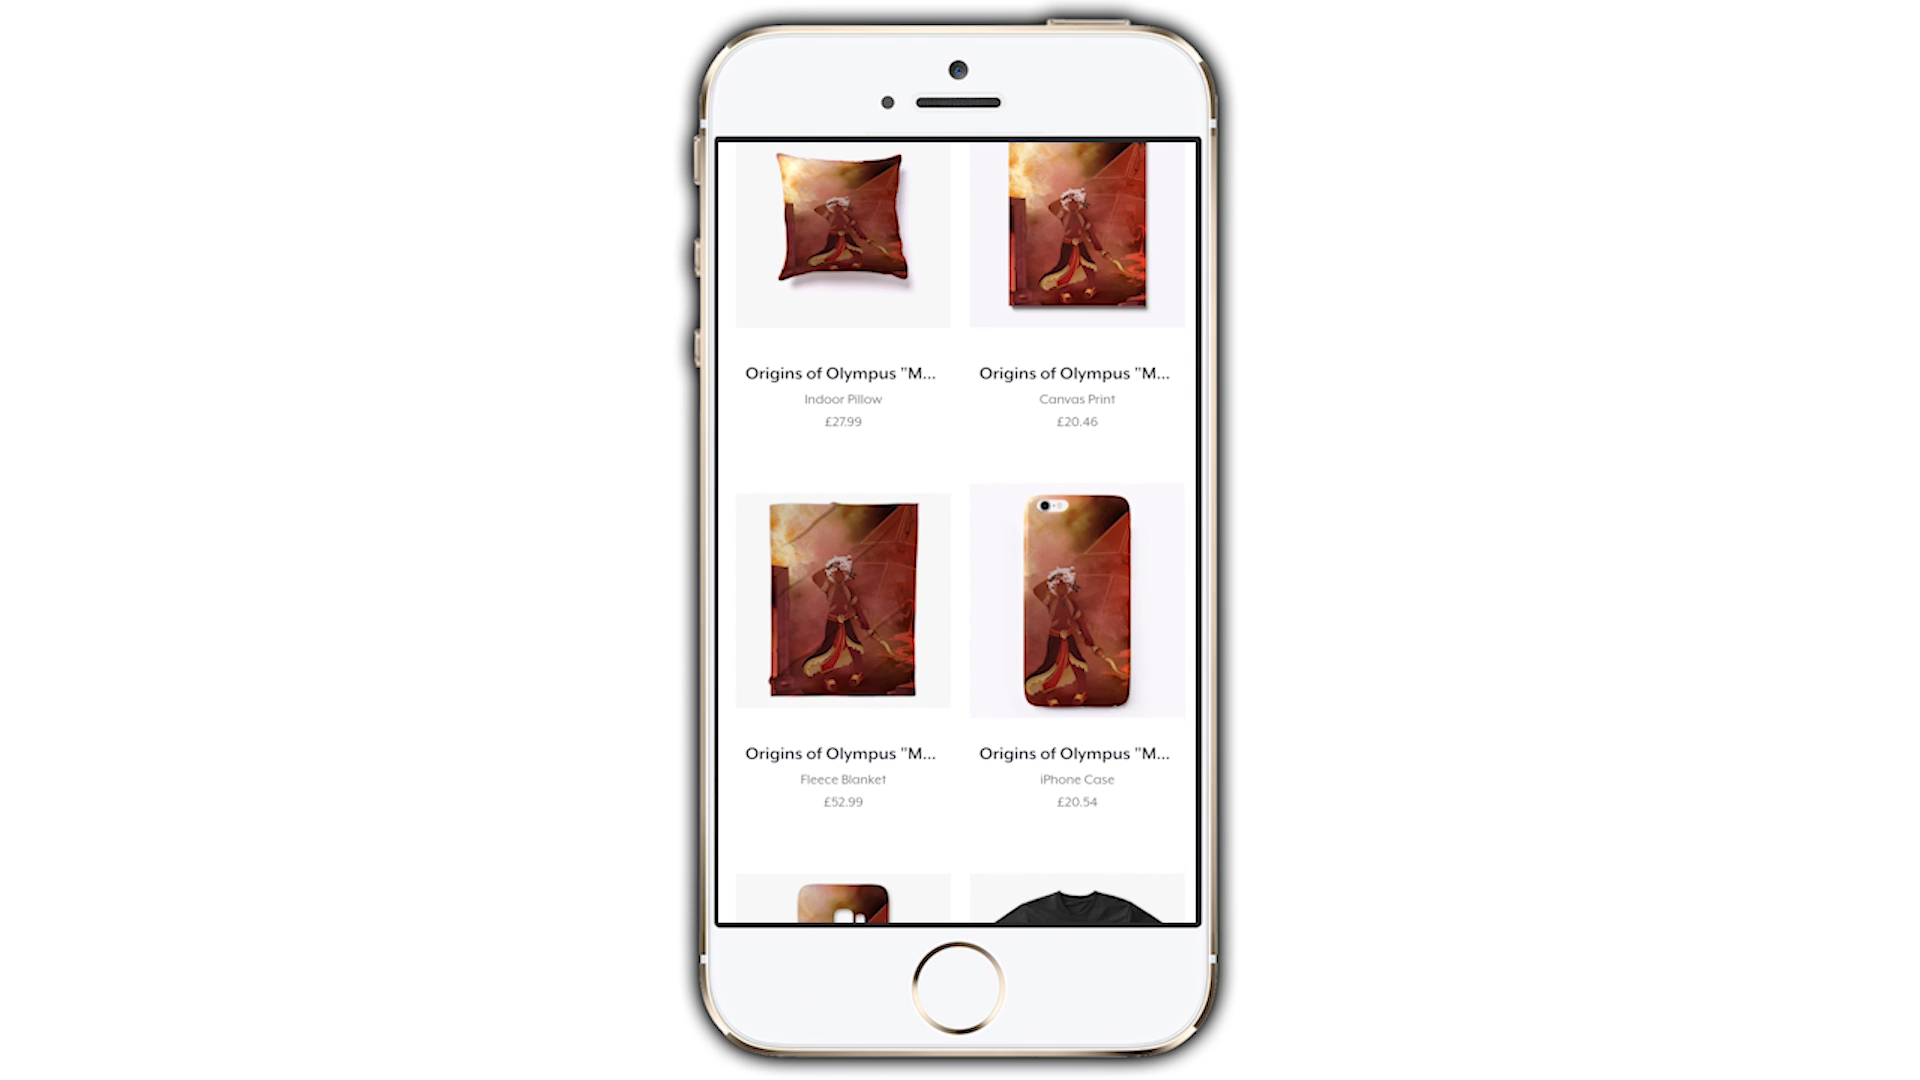 Origins of Olympus "M...
Indoor Pillow
£27.99
Origins of Olympus "M...
Canvas Print
£20.46
Origins of Olympus "M...
Fleece Blanket
£52.99
Origins of Olympus "M...
iPhone Case
£20.54